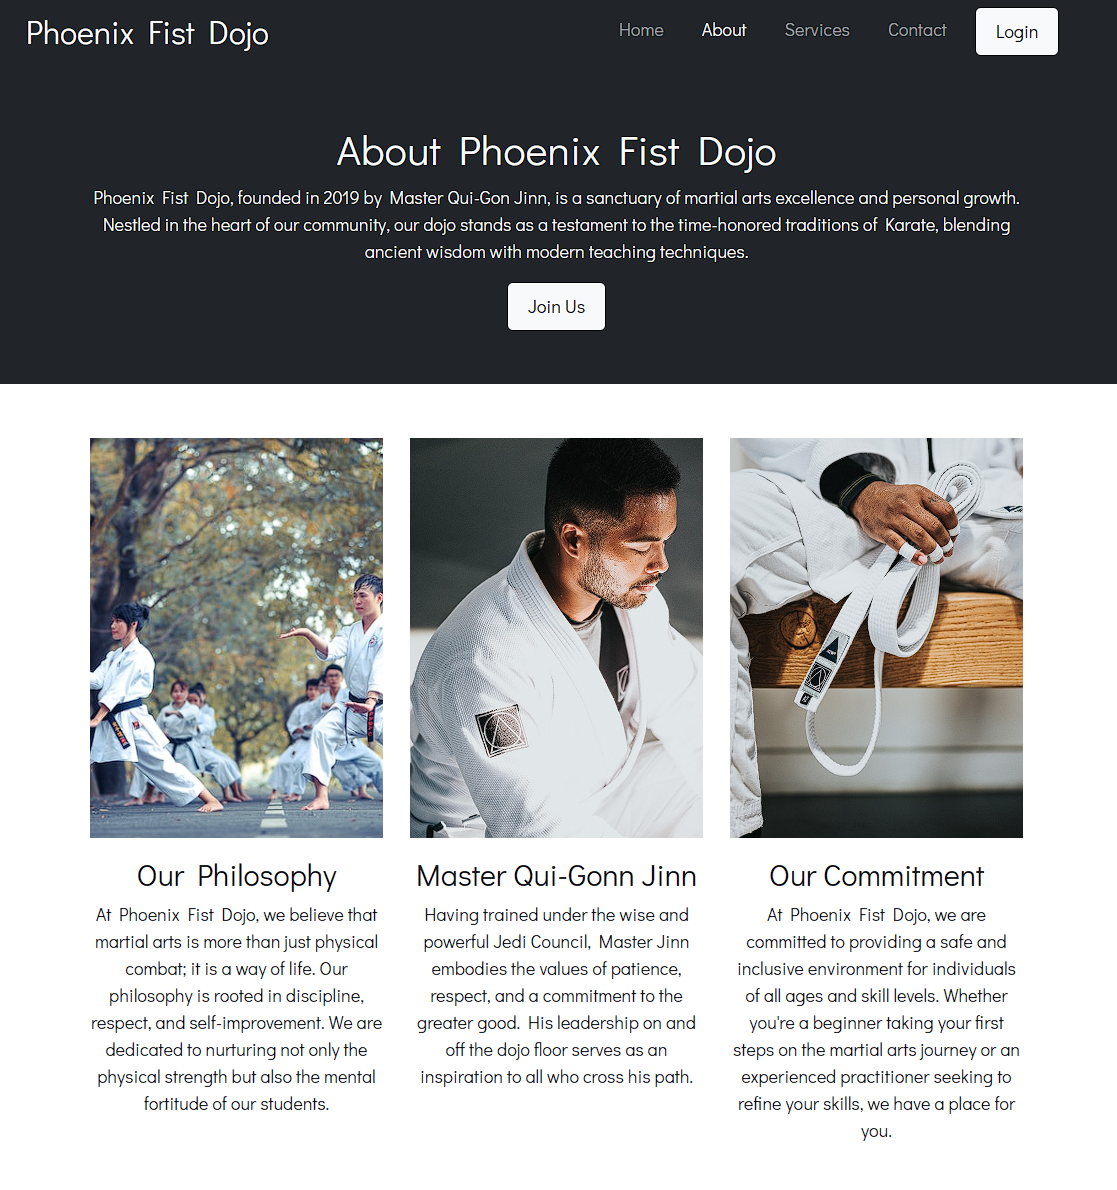 Phoenix Fist Dojo
Home About Services Contact Login
About Phoenix Fist Dojo
Phoenix Fist Dojo, founded in 2019 by Master Qui-Gon Jinn, is a sanctuary of martial arts excellence and personal growth.
Nestled in the heart of our community, our dojo stands as a testament to the time-honored traditions of Karate, blending
ancient wisdom with modern teaching techniques.
Join Us
Our Philosophy
At Phoenix Fist Dojo, we believe that
martial arts is more than just physical
combat; it is a way of life. Our
philosophy is rooted in discipline,
respect, and self-improvement. We are
dedicated to nurturing not only the
physical strength but also the mental
fortitude of our students.
Master Qui-Gonn Jinn
Having trained under the wise and
powerful Jedi Council, Master Jinn
embodies the values of patience,
respect, and a commitment to the
greater good. His leadership on and
off the dojo floor serves as an
inspiration to all who cross his path.
Our Commitment
At Phoenix Fist Dojo, we are
committed to providing a safe and
inclusive environment for individuals
of all ages and skill levels. Whether
you're a beginner taking your first
steps on the martial arts journey or an
experienced practitioner seeking to
refine your skills, we have a place for
you.